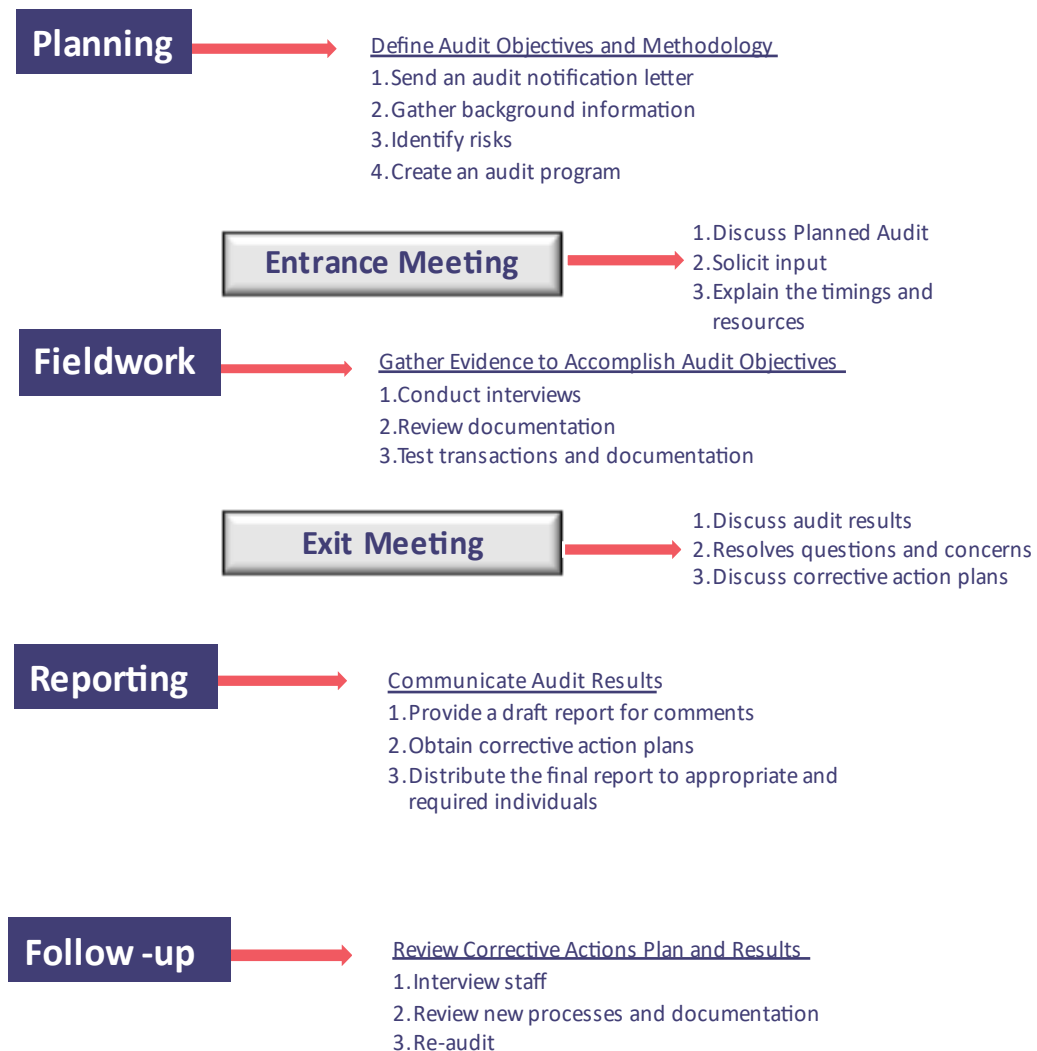 Planning
Define Audit Objectives and Methodology
1.Send an audit notification letter
2.Gather background information
3.Identify risks
4.Create an audit program
Entrance Meeting
1.Discuss Planned Audit
2.Solicit input
3.Explain the timings and
resources
Fieldwork
Gather Evidence to Accomplish Audit Objectives
1.Conduct interviews
2.Review documentation
3.Test transactions and documentation
Exit Meeting
1.Discuss audit results
2.Resolves questions and concerns
3.Discuss corrective action plans
Reporting
Communicate Audit Results
1.Provide a draft report for comments
2.Obtain corrective action plans
3.Distribute the final report to appropriate and
required individuals
Follow -up
Review Corrective Actions Plan and Results
1.Interview staff
2.Review new processes and documentation
3.Re-audit